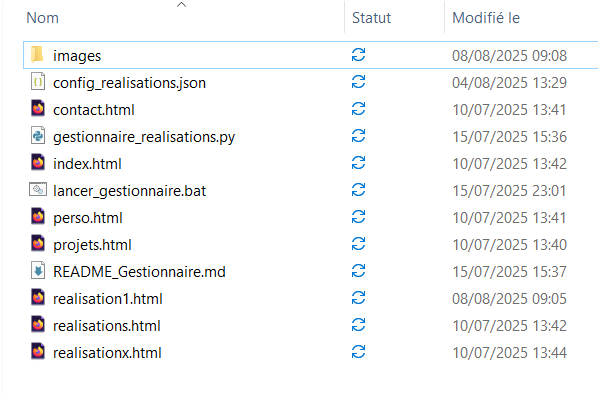 Nom Statut Modifié le
images 08/08/2025 09:08
config_realisations.json 04/08/2025 13:29
contact.html 10/07/2025 13:41
gestionnaire_realisations.py 15/07/2025 15:36
index.html 10/07/2025 13:42
lancer_gestionnaire.bat 15/07/2025 23:01
perso.html 10/07/2025 13:41
projets.html 10/07/2025 13:40
README_Gestionnaire.md 15/07/2025 15:37
realisation1.html 08/08/2025 09:05
realisations.html 10/07/2025 13:42
realisationx.html 10/07/2025 13:44